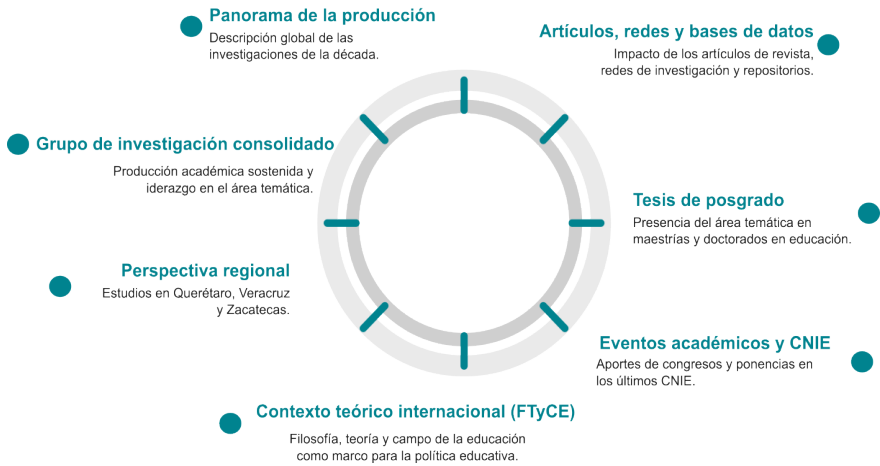 Panorama de la producción
Descripción global de las
investigaciones de la década.
Artículos, redes y bases de datos
Impacto de los artículos de revista,
redes de investigación y repositorios.
Grupo de investigación consolidado
Producción académica sostenida y
iderazgo en el área temática.
Tesis de posgrado
Presencia del área temática en
maestrías y doctorados en educación.
Perspectiva regional
Estudios en Querétaro, Veracruz
y Zacatecas.
Eventos académicos y CNIE
Aportes de congresos y ponencias en
los últimos CNIE.
Contexto teórico internacional (FTyCE)
Filosofía, teoría y campo de la educación
como marco para la política educativa.